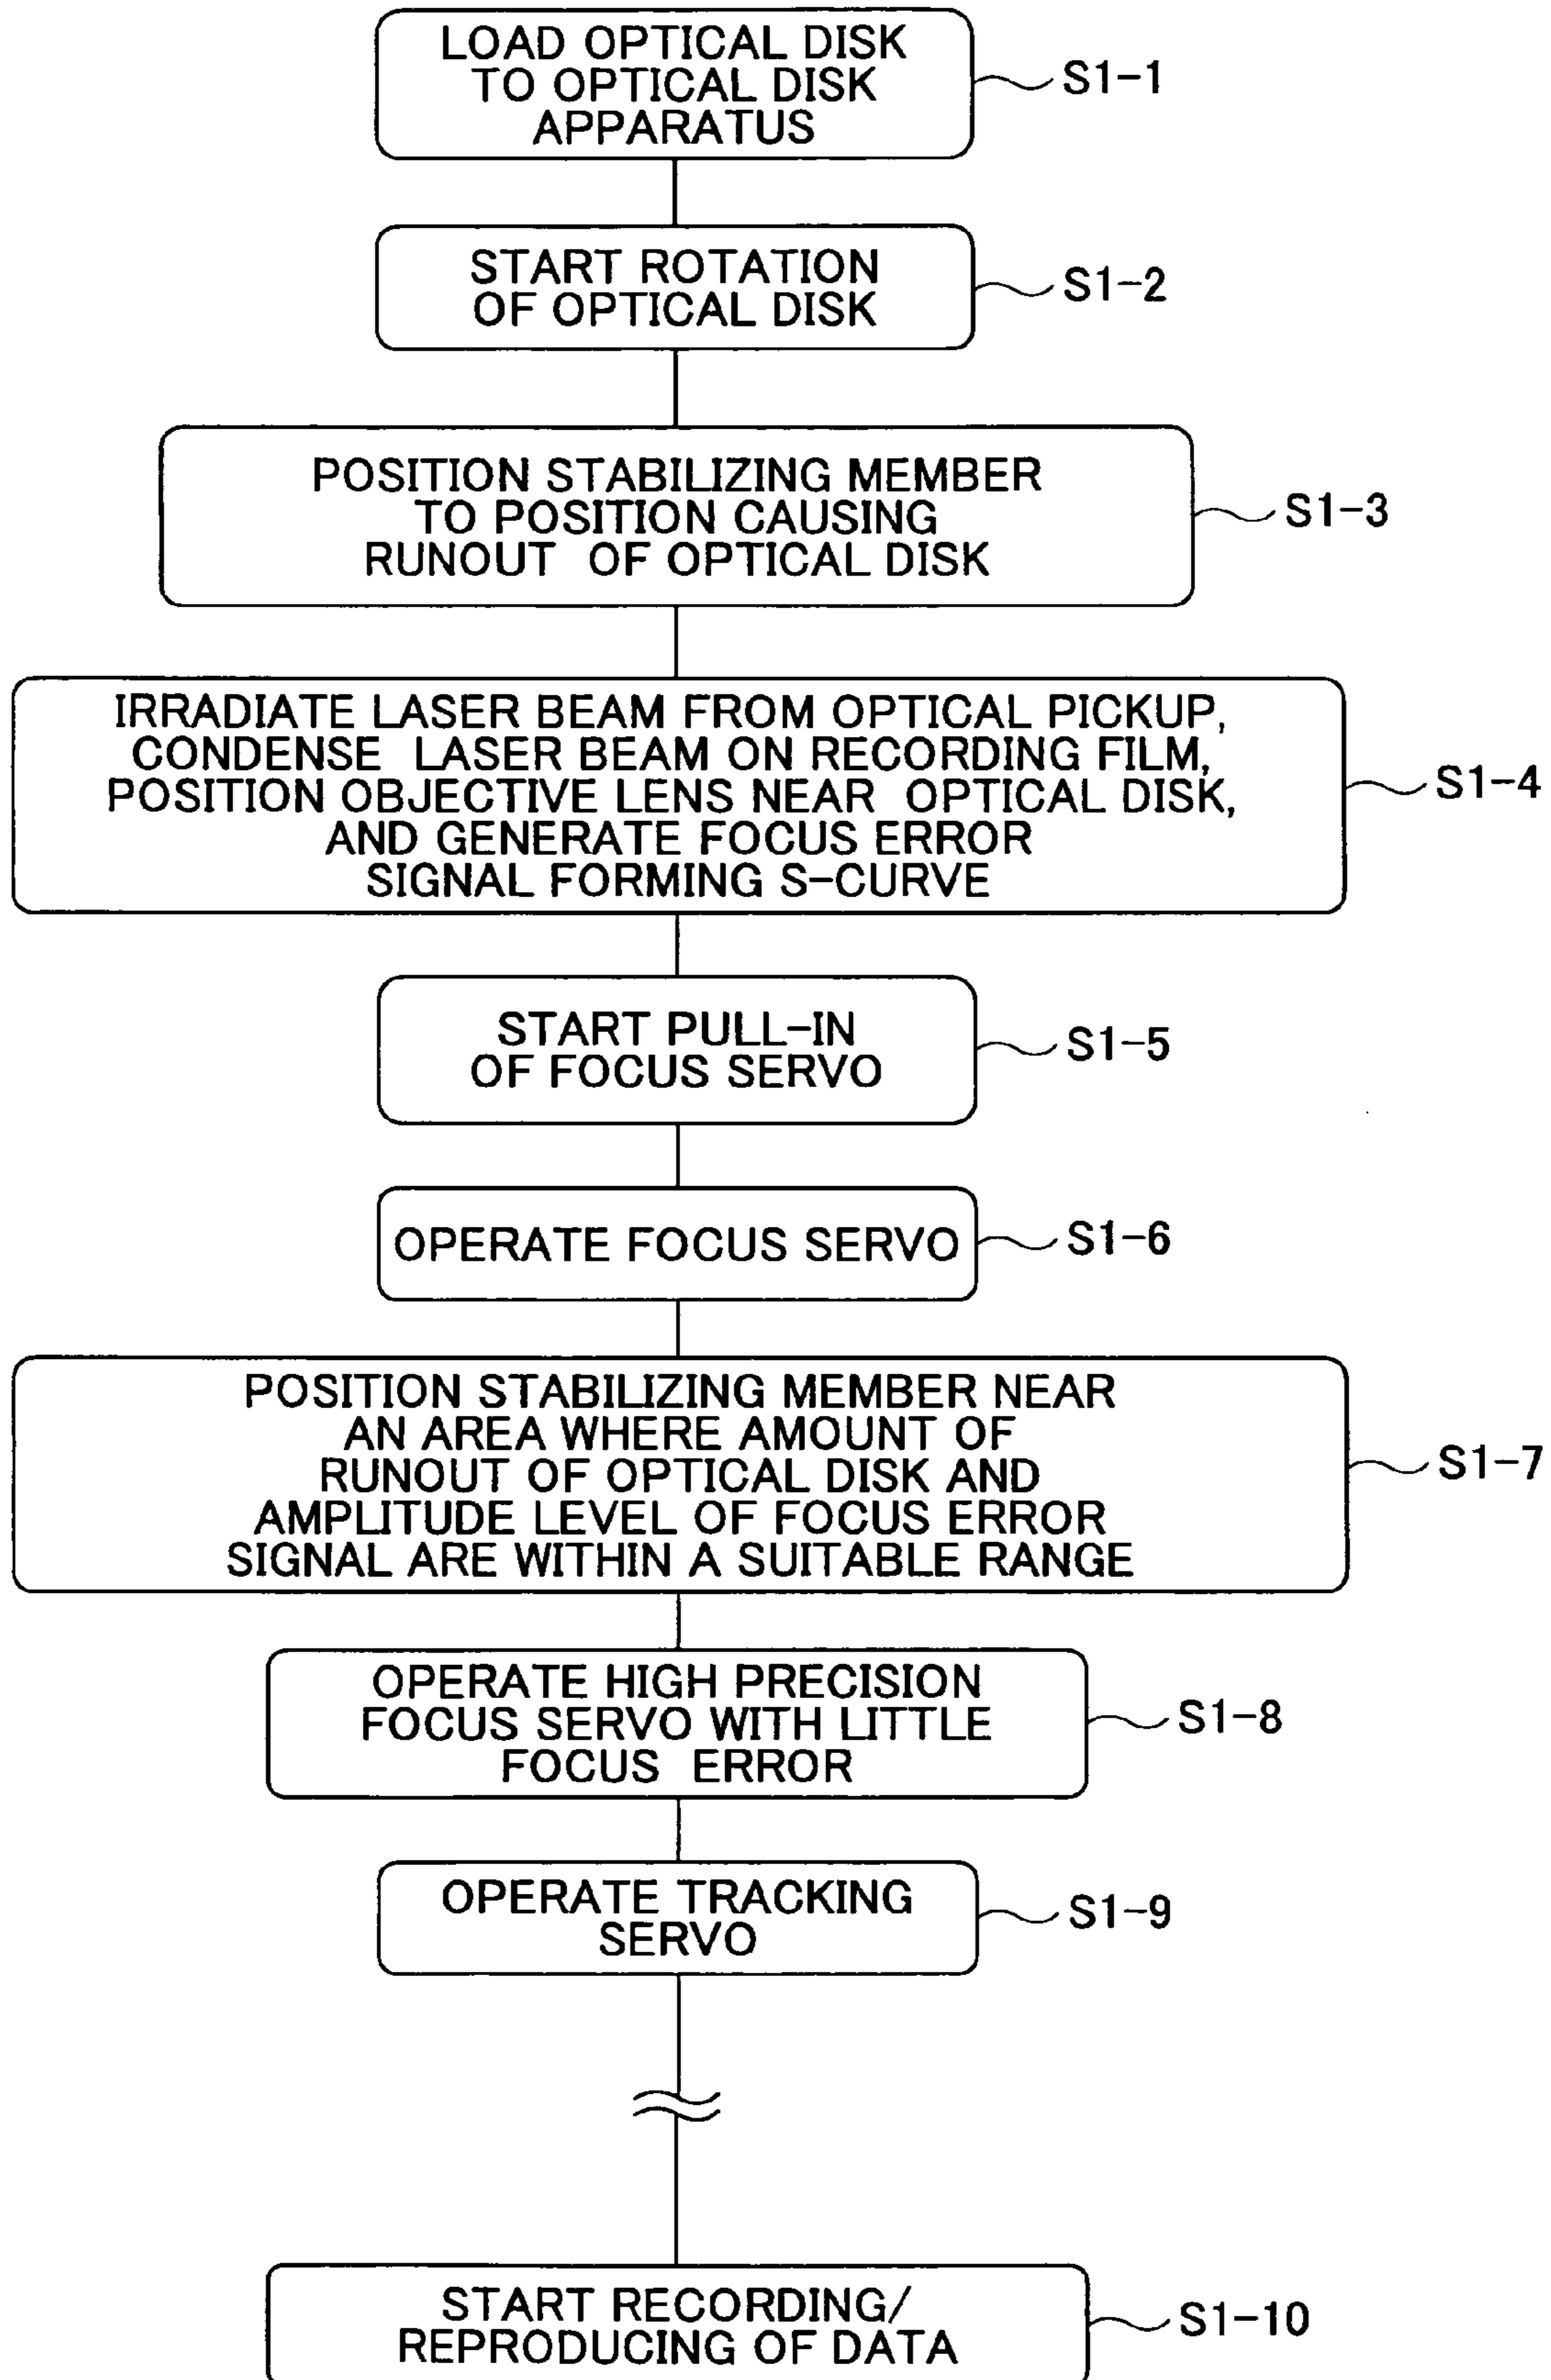 LOAD OPTICAL DISK
TO OPTICAL DISK
APPARATUS
S1-1
START ROTATION
OF OPTICAL DISK
S1-2
POSITION STABILIZING MEMBER
TO POSITION CAUSING
RUNOUT OF OPTICAL DISK
S1-3
IRRADIATE LASER BEAM FROM OPTICAL PICKUP,
CONDENSE LASER BEAM ON RECORDING FILM,
POSITION OBJECTIVE LENS NEAR OPTICAL DISK,
AND GENERATE FOCUS ERROR
SIGNAL FORMING S-CURVE
S1-4
START PULL-IN
OF FOCUS SERVO
S1-5
OPERATE FOCUS SERVO
S1-6
POSITION STABILIZING MEMBER NEAR
AN AREA WHERE AMOUNT OF
RUNOUT OF OPTICAL DISK AND
AMPLITUDE LEVEL OF FOCUS ERROR
SIGNAL ARE WITHIN A SUITABLE RANGE
S1-7
OPERATE HIGH PRECISION
FOCUS SERVO WITH LITTLE
FOCUS ERROR
S1-8
OPERATE TRACKING
SERVO
S1-9
START RECORDING/
REPRODUCING OF DATA
S1-10